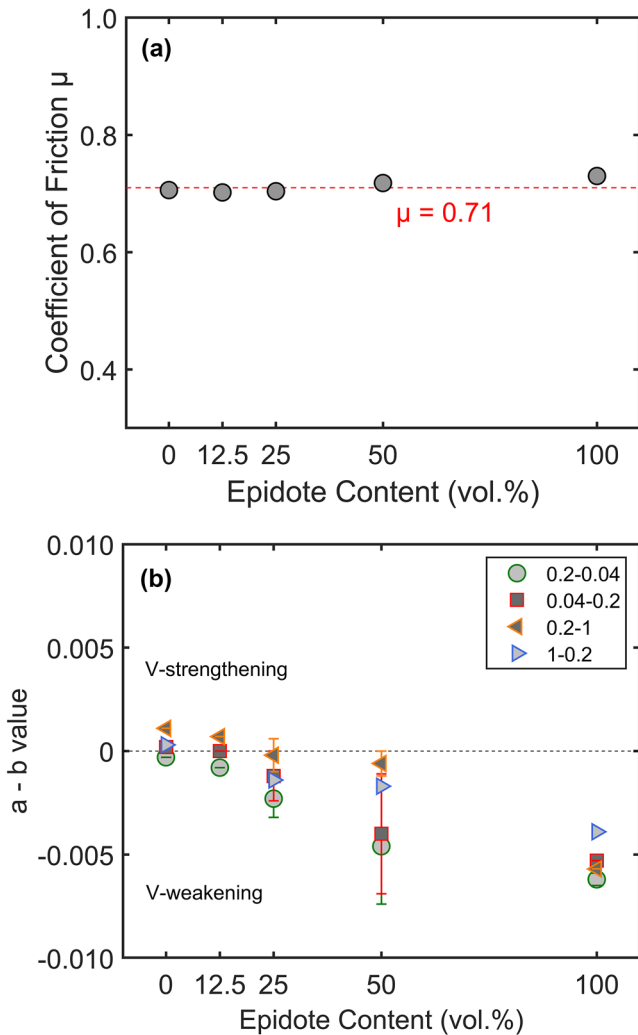 1.0
(a)
0.8
Coefficient of Friction μ
μ = 0.71
0.6
0.4
0 12.5 25 50 100
Epidote Content (vol.%)
0.010
(b)
0.2-0.04
0.04-0.2
0.2-1
1-0.2
0.005
V-strengthening
a - b value
0
-0.005
V-weakening
-0.010
0 12.5 25 50 100
Epidote Content (vol.%)